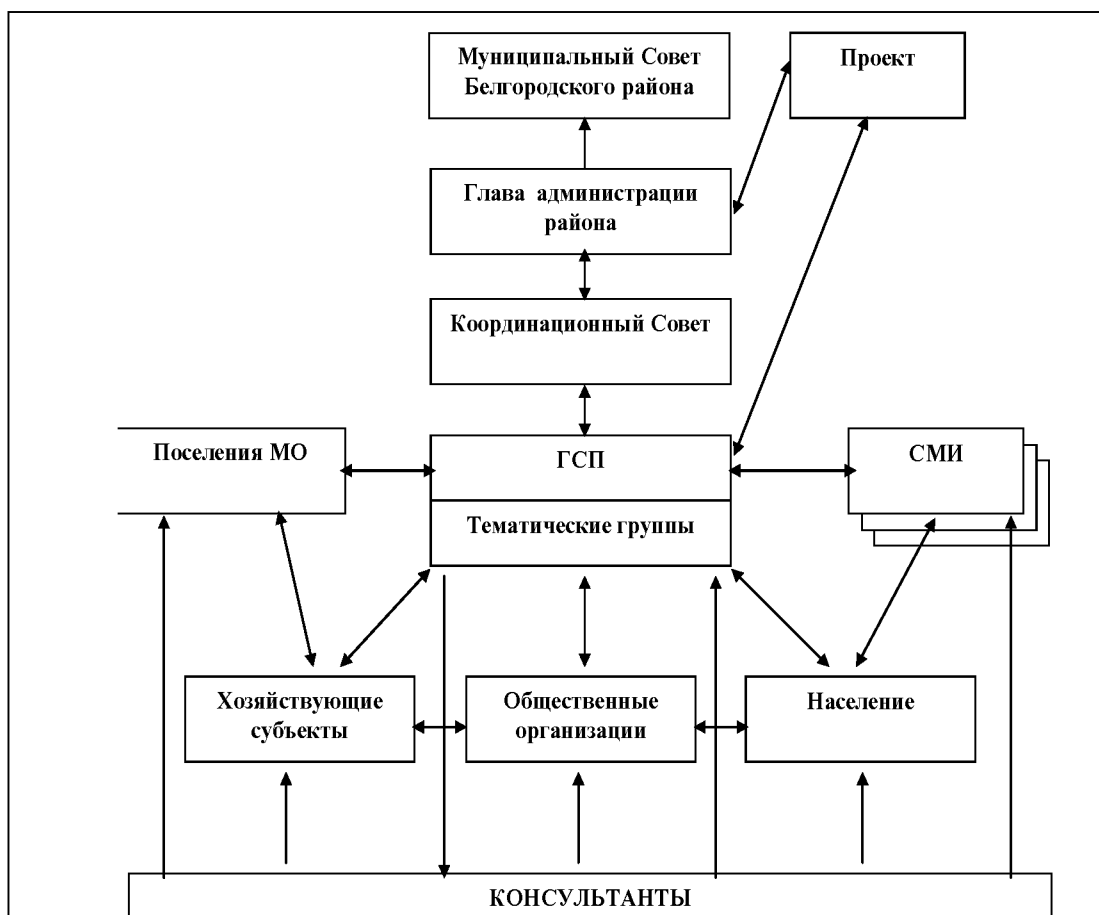 Муниципальный Совет
Белгородского района
Проект
Глава администрации
района
Координационный Совет
Поселения МО
ГСП
СМИ
Тематические группы
Хозяйствующие
субъекты
Общественные
организации
Население
КОНСУЛЬТАНТЫ